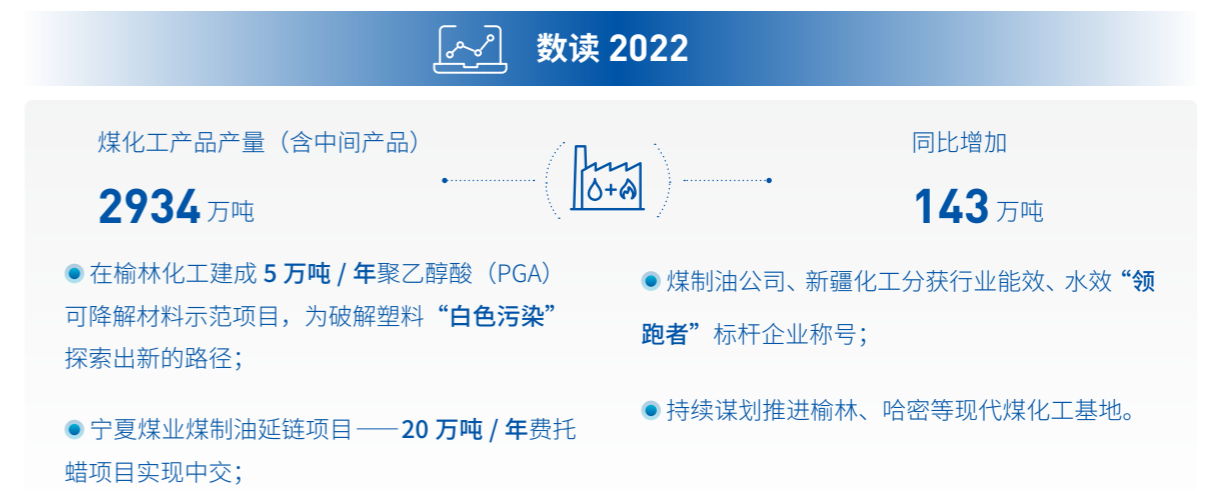 数读 2022
煤化工产品产量（含中间产品）
2934 万吨
同比增加
143 万吨
在榆林化工建成 5 万吨 / 年聚乙醇酸（PGA）
可降解材料示范项目，为破解塑料“白色污染”
探索出新的路径；
宁夏煤业煤制油延链项目——20 万吨 / 年费托
蜡项目实现中交；
煤制油公司、新疆化工分获行业能效、水效“领
跑者”标杆企业称号；
持续谋划推进榆林、哈密等现代煤化工基地。